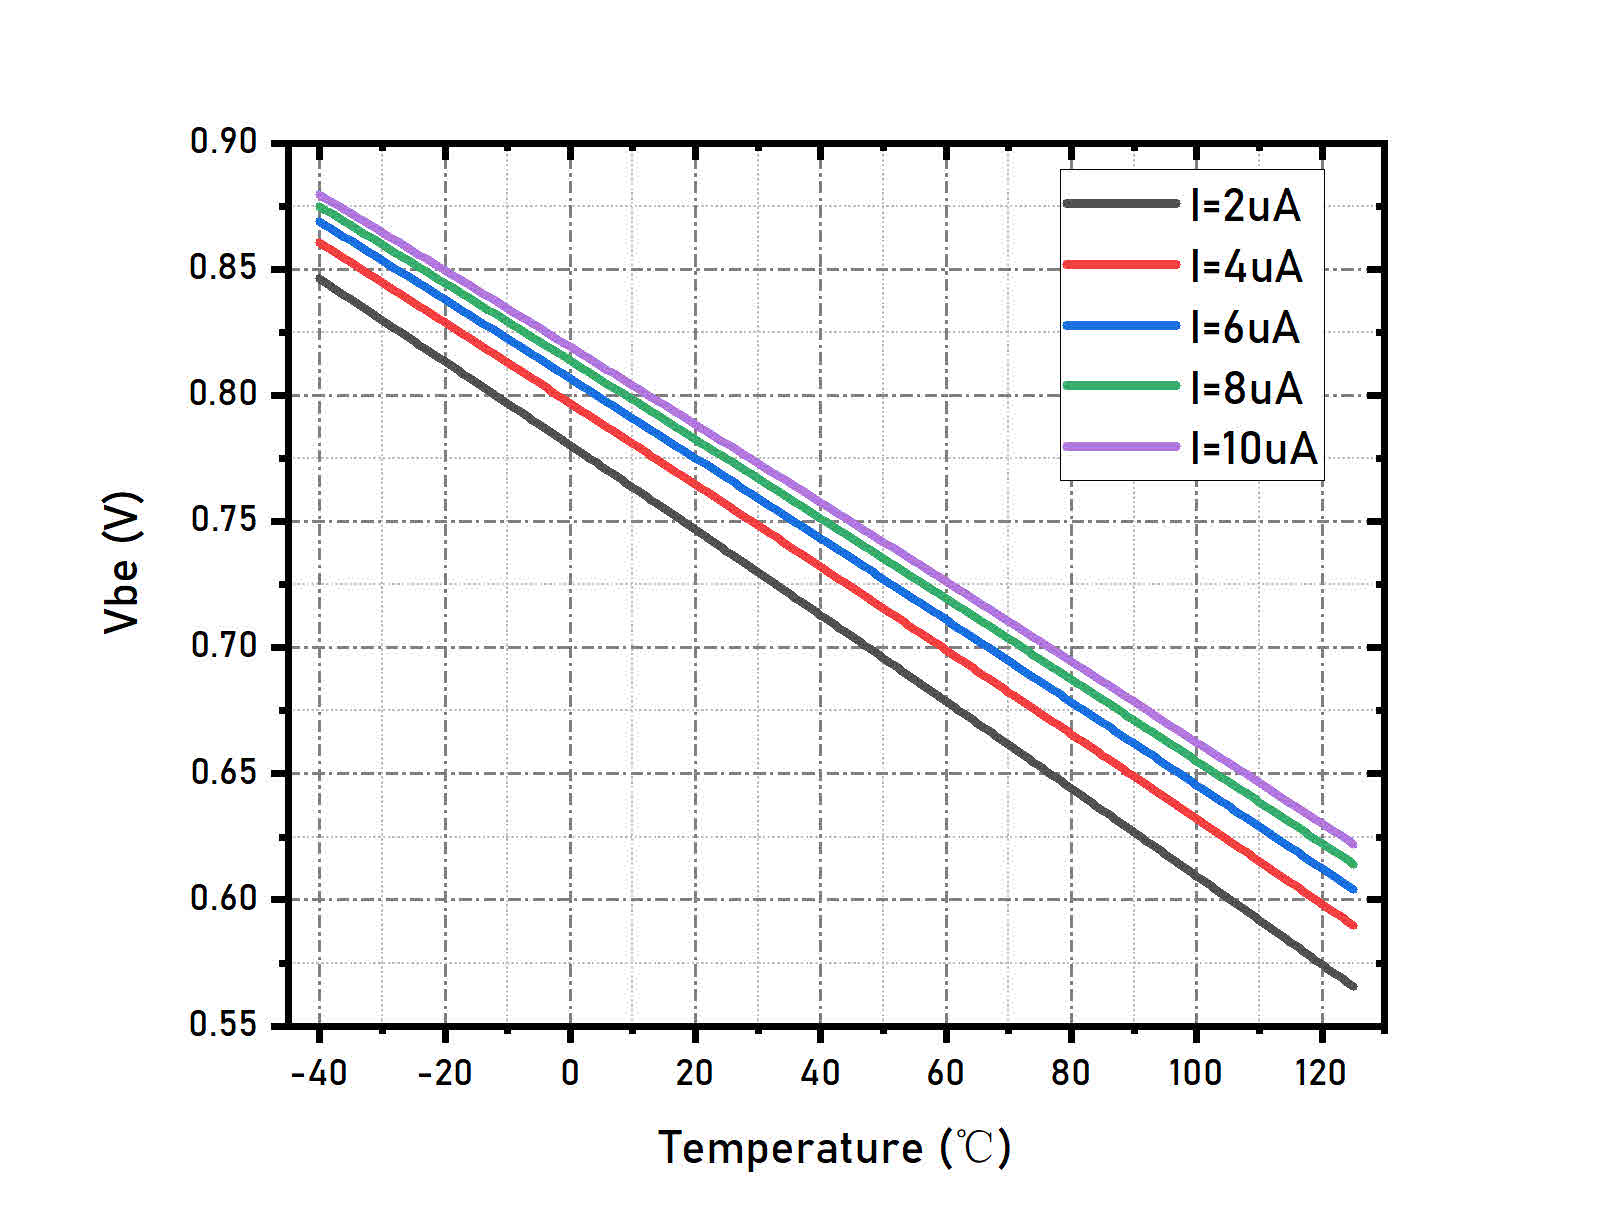 0.90
0.85
0.80
0.75
0.70
0.65
0.60
0.55
Vbe (V)
I=2uA
I=4uA
I=6uA
I=8uA
I=10uA
-40 -20 0 20 40 60 80 100 120
Temperature (℃)